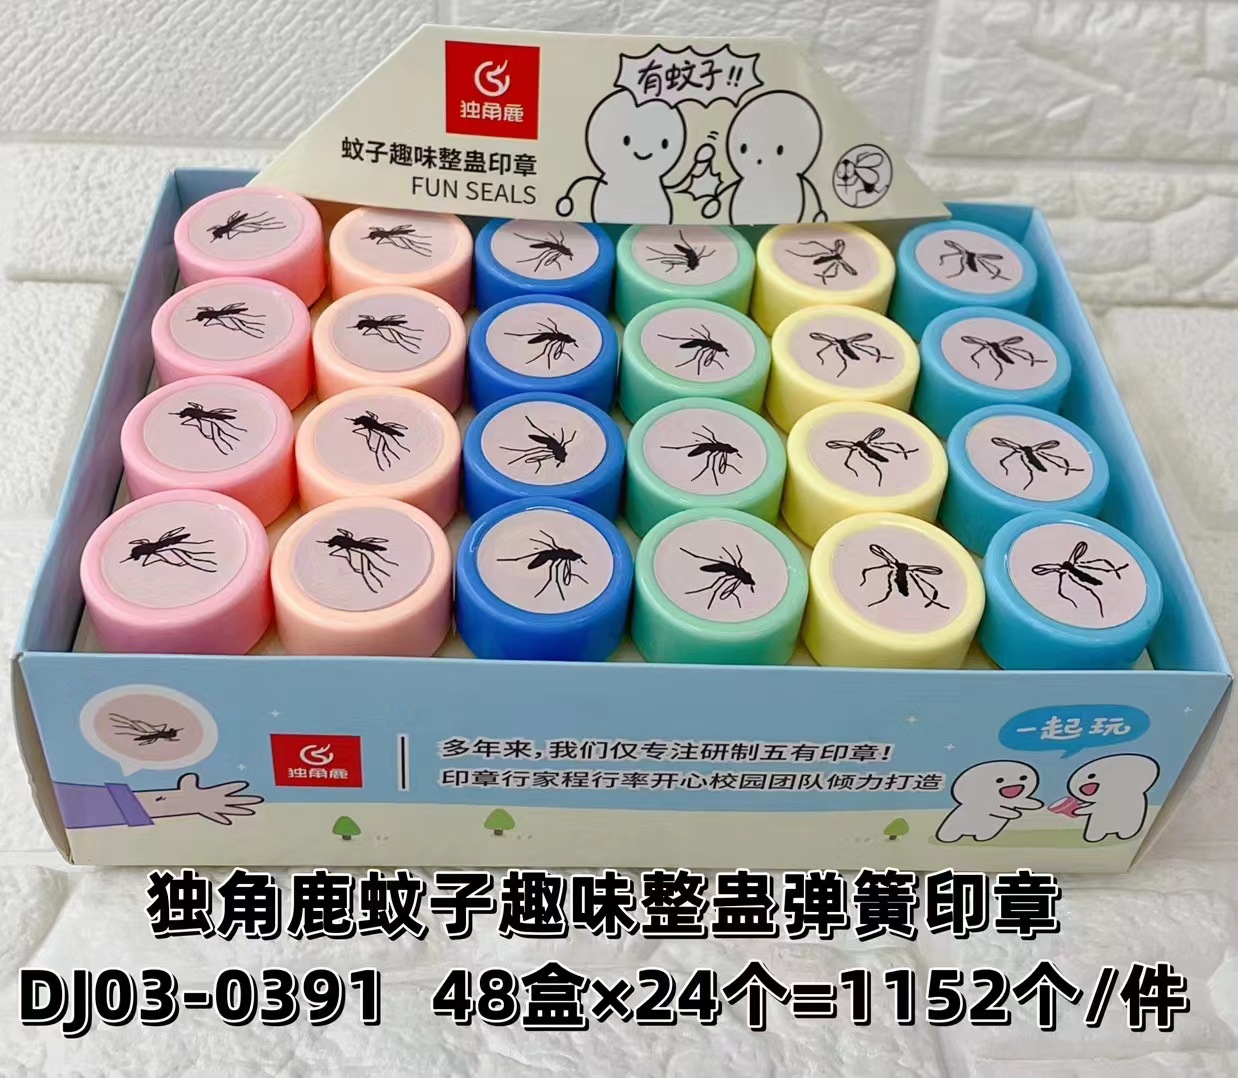 有蚊子!!
独角鹿
蚊子趣味整蛊印章
FUN SEALS
一起玩
独角鹿
多年来,我们仅专注研制五有印章!
印章行家程行率开心校园团队倾力打造
独角鹿蚊子趣味整蛊弹簧印章
DJ03-0391 48盒×24个=1152个/件